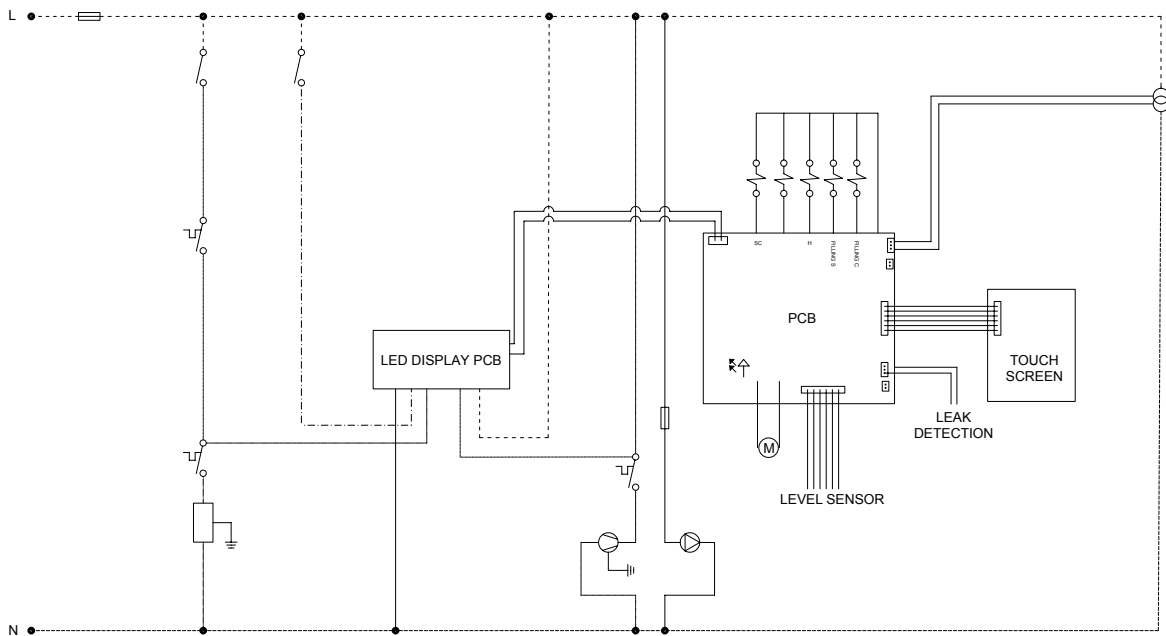 L
SC
H
FILLING S
FILLING C
PCB
LED DISPLAY PCB
TOUCH
SCREEN
LEAK
DETECTION
M
LEVEL SENSOR
N